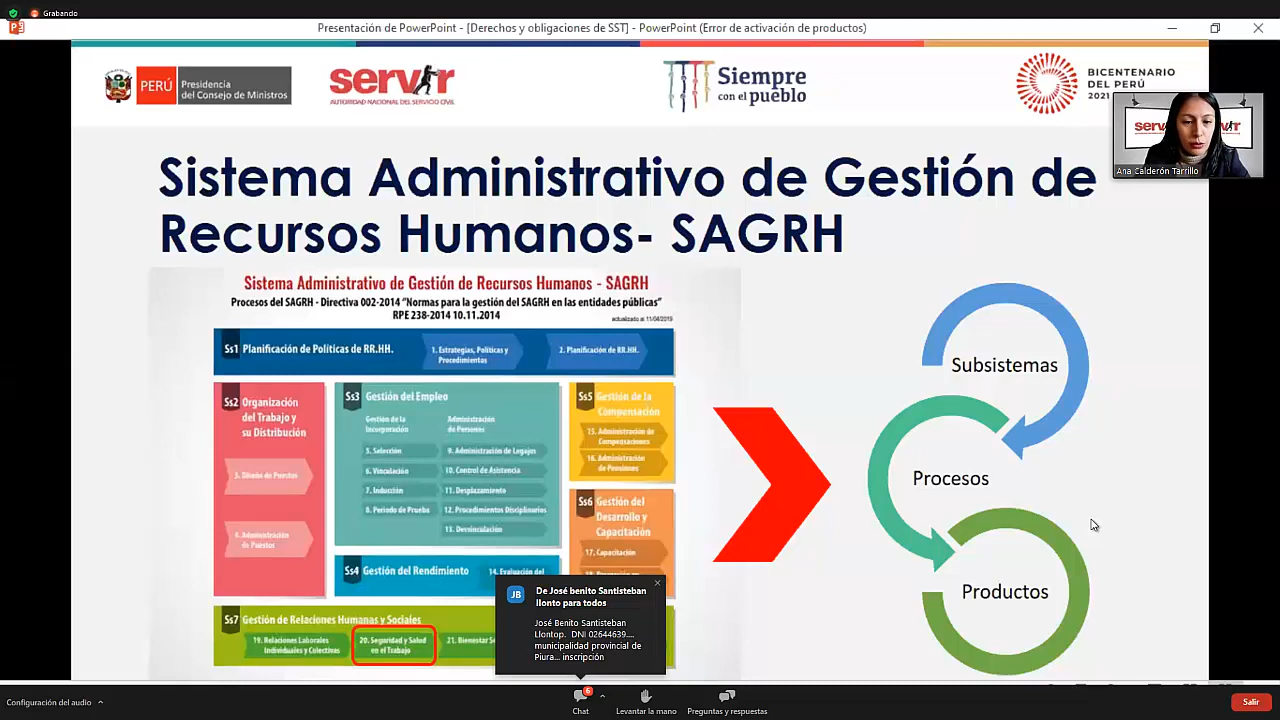 Grabando
Presentación de PowerPoint - [Derechos y obligaciones de SST] - PowerPoint (Error de activación de productos)
PERÚ
Presidencia
del Consejo de Ministros
servir
AUTORIDAD NACIONAL DEL SERVICIO CIVIL
Siempre
con el pueblo
BICENTENARIO
DEL PERÚ
2021
Ana Calderón Tarrillo
Sistema Administrativo de Gestión de
Recursos Humanos- SAGRH
Sistema Administrativo de Gestión de Recursos Humanos - SAGRH
Procesos del SAGRH - Directiva 002-2014 "Normas para la gestión del SAGRH en las entidades públicas"
RPE 238-2014 10.11.2014
actualizado al 11/04/2019
Ss1 Planificación de Políticas de RR.HH.
1. Estrategias, Políticas y
Procedimientos
2. Planificación de RR.HH.
Ss2 Organización
del Trabajo y
su Distribución
3. Diseño de Puestos
4. Administración
de Puestos
Ss3 Gestión del Empleo
Gestión de la
Incorporación
5. Selección
6. Vinculación
7. Inducción
8. Periodo de Prueba
Administración
de Personas
9. Administración de Legajos
10. Control de Asistencia
11. Desplazamiento
12. Procedimientos Disciplinarios
13. Desvinculación
Ss4 Gestión del Rendimiento
14. Evaluación del
Ss5 Gestión de la
Compensación
15. Administración de
Compensaciones
16. Administración
de Pensiones
Ss6 Gestión del
Desarrollo y
Capacitación
17. Capacitación
Ss7 Gestión de Relaciones Humanas y Sociales
19. Relaciones Laborales
Individuales y Colectivas
20. Seguridad y Salud
en el Trabajo
21. Bienestar
Subsistemas
Procesos
Productos
JB
De José benito Santisteban
llonto para todos
José Benito Santisteban
Llontop. DNI 02644639....
municipalidad provincial de
Piura... inscripción
Configuración del audio
6
Chat
Levantar la mano
Preguntas y respuestas
Salir